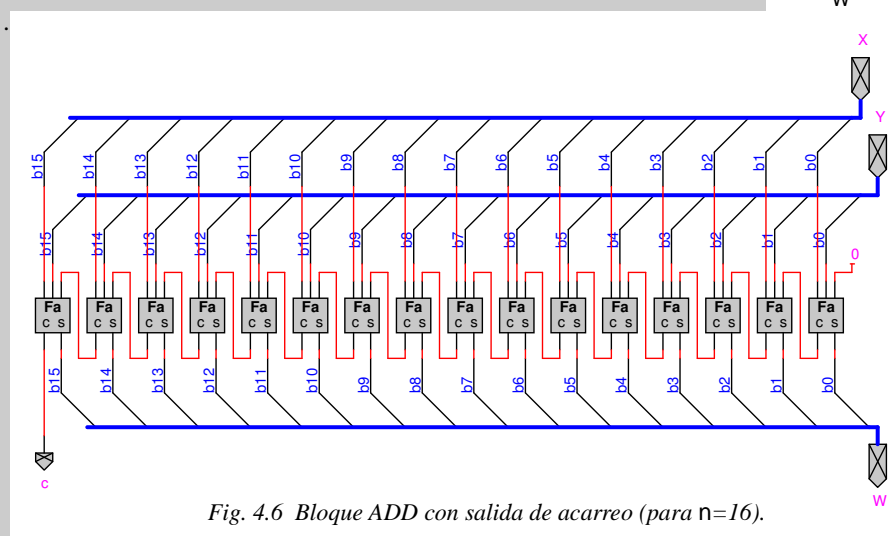 W
.
X
Y
b15 b14 b13 b12 b11 b10 b9 b8 b7 b6 b5 b4 b3 b2 b1 b0
b15 b14 b13 b12 b11 b10 b9 b8 b7 b6 b5 b4 b3 b2 b1 b0
0
Fa Fa Fa Fa Fa Fa Fa Fa Fa Fa Fa Fa Fa Fa Fa Fa
C S C S C S C S C S C S C S C S C S C S C S C S C S C S C S C S
b15 b14 b13 b12 b11 b10 b9 b8 b7 b6 b5 b4 b3 b2 b1 b0
c
W
Fig. 4.6 Bloque ADD con salida de acarreo (para n=16).